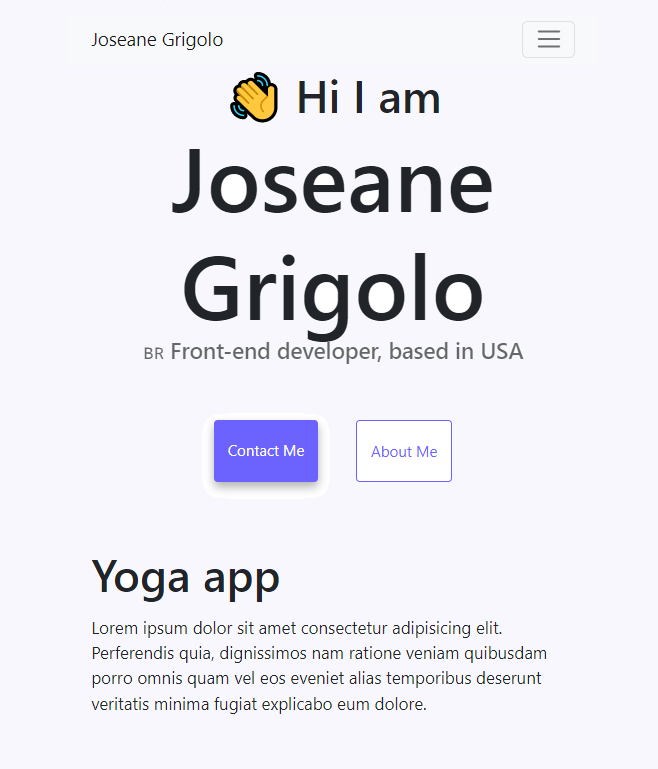 Joseane Grigolo
👋 Hi I am
Joseane
Grigolo
BR Front-end developer, based in USA
Contact Me
About Me
Yoga app
Lorem ipsum dolor sit amet consectetur adipisicing elit.
Perferendis quia, dignissimos nam ratione veniam quibusdam
porro omnis quam vel eos eveniet alias temporibus deserunt
veritatis minima fugiat explicabo eum dolore.